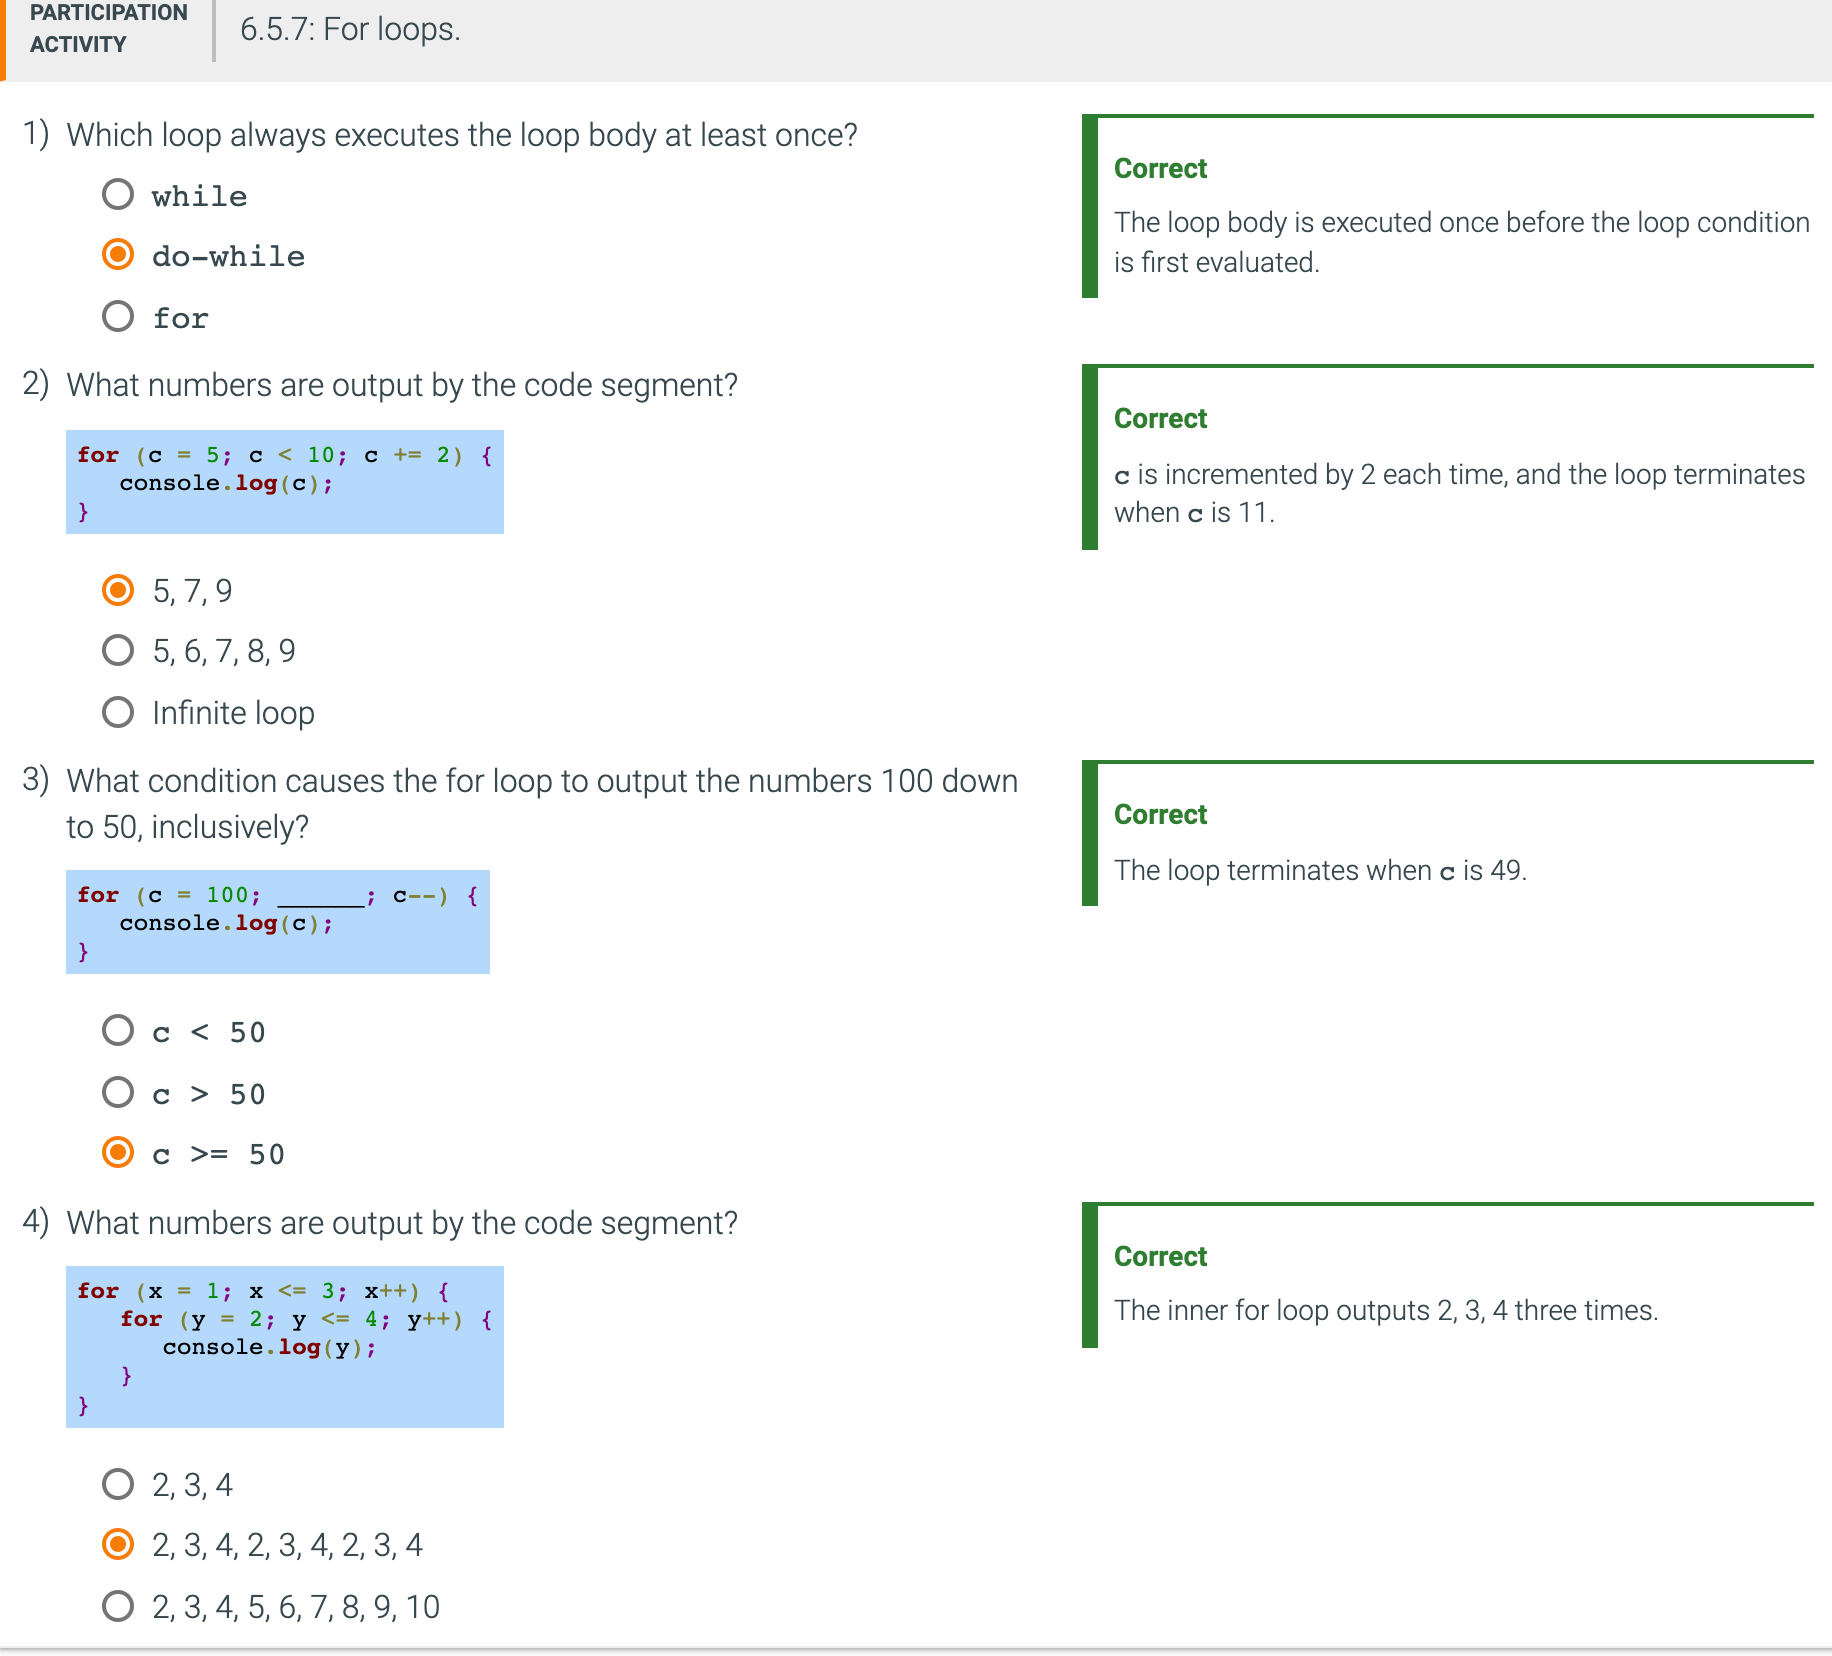 PARTICIPATION
ACTIVITY
6.5.7: For loops.
1) Which loop always executes the loop body at least once?
while
do-while
for
Correct
The loop body is executed once before the loop condition
is first evaluated.
2) What numbers are output by the code segment?
for (c = 5; c < 10; c += 2) {
   console.log(c);
}
5, 7, 9
5, 6, 7, 8, 9
Infinite loop
Correct
c is incremented by 2 each time, and the loop terminates
when c is 11.
3) What condition causes the for loop to output the numbers 100 down
to 50, inclusively?
for (c = 100; ______; c--) {
   console.log(c);
}
c < 50
c > 50
c >= 50
Correct
The loop terminates when c is 49.
4) What numbers are output by the code segment?
for (x = 1; x <= 3; x++) {
   for (y = 2; y <= 4; y++) {
      console.log(y);
   }
}
2, 3, 4
2, 3, 4, 2, 3, 4, 2, 3, 4
2, 3, 4, 5, 6, 7, 8, 9, 10
Correct
The inner for loop outputs 2, 3, 4 three times.